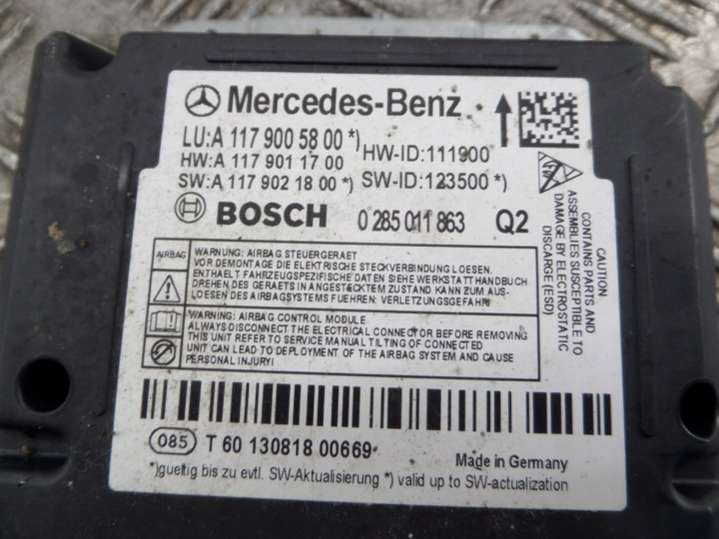 Mercedes-Benz
LU:A 117 900 58 00 *)
HW-ID:111900
HW:A 117 901 17 00
SW:A 117 902 18 00 *)
SW-ID:123500 *)
BOSCH
0 285 011 863
Q2
AIRBAG
WARNUNG: AIRBAG STEUERGERAET
VOR DEMONTAGE DIE ELEKTRISCHE STECKVERBINDUNG LOESEN.
ENTHAELT FAHRZEUGSPEZIFISCHE DATEN SIEHE WERKSTATTHANDBUCH
DREHEN DES GERAETS IN ANGESTECKTEM ZUSTAND KANN ZUM AUS-
LOESEN DES AIRBAGSYSTEMS FUEHREN: VERLETZUNGSGEFAHR!
WARNING: AIRBAG CONTROL MODULE
ALWAYS DISCONNECT THE ELECTRICAL CONNECTOR BEFORE REMOVING
THIS UNIT REFER TO SERVICE MANUAL TILTING OF CONNECTED
UNIT CAN LEAD TO DEPLOYMENT OF THE AIRBAG SYSTEM AND CAUSE
PERSONAL INJURY!
CAUTION
CONTAINS PARTS AND
ASSEMBLIES SUSCEPTIBLE TO
DAMAGE BY ELECTROSTATIC
DISCHARGE (ESD)
085
T 60 130818 00669
Made in Germany
*)gueltig bis zu evtl. SW-Aktualisierung *) valid up to SW-actualization